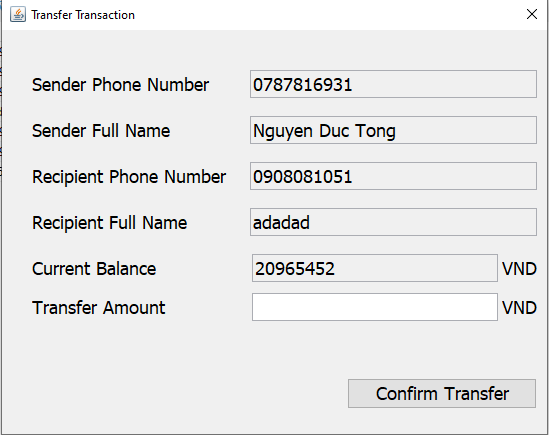 Transfer Transaction
Sender Phone Number 0787816931
Sender Full Name Nguyen Duc Tong
Recipient Phone Number 0908081051
Recipient Full Name adadad
Current Balance 20965452 VND
Transfer Amount VND
Confirm Transfer